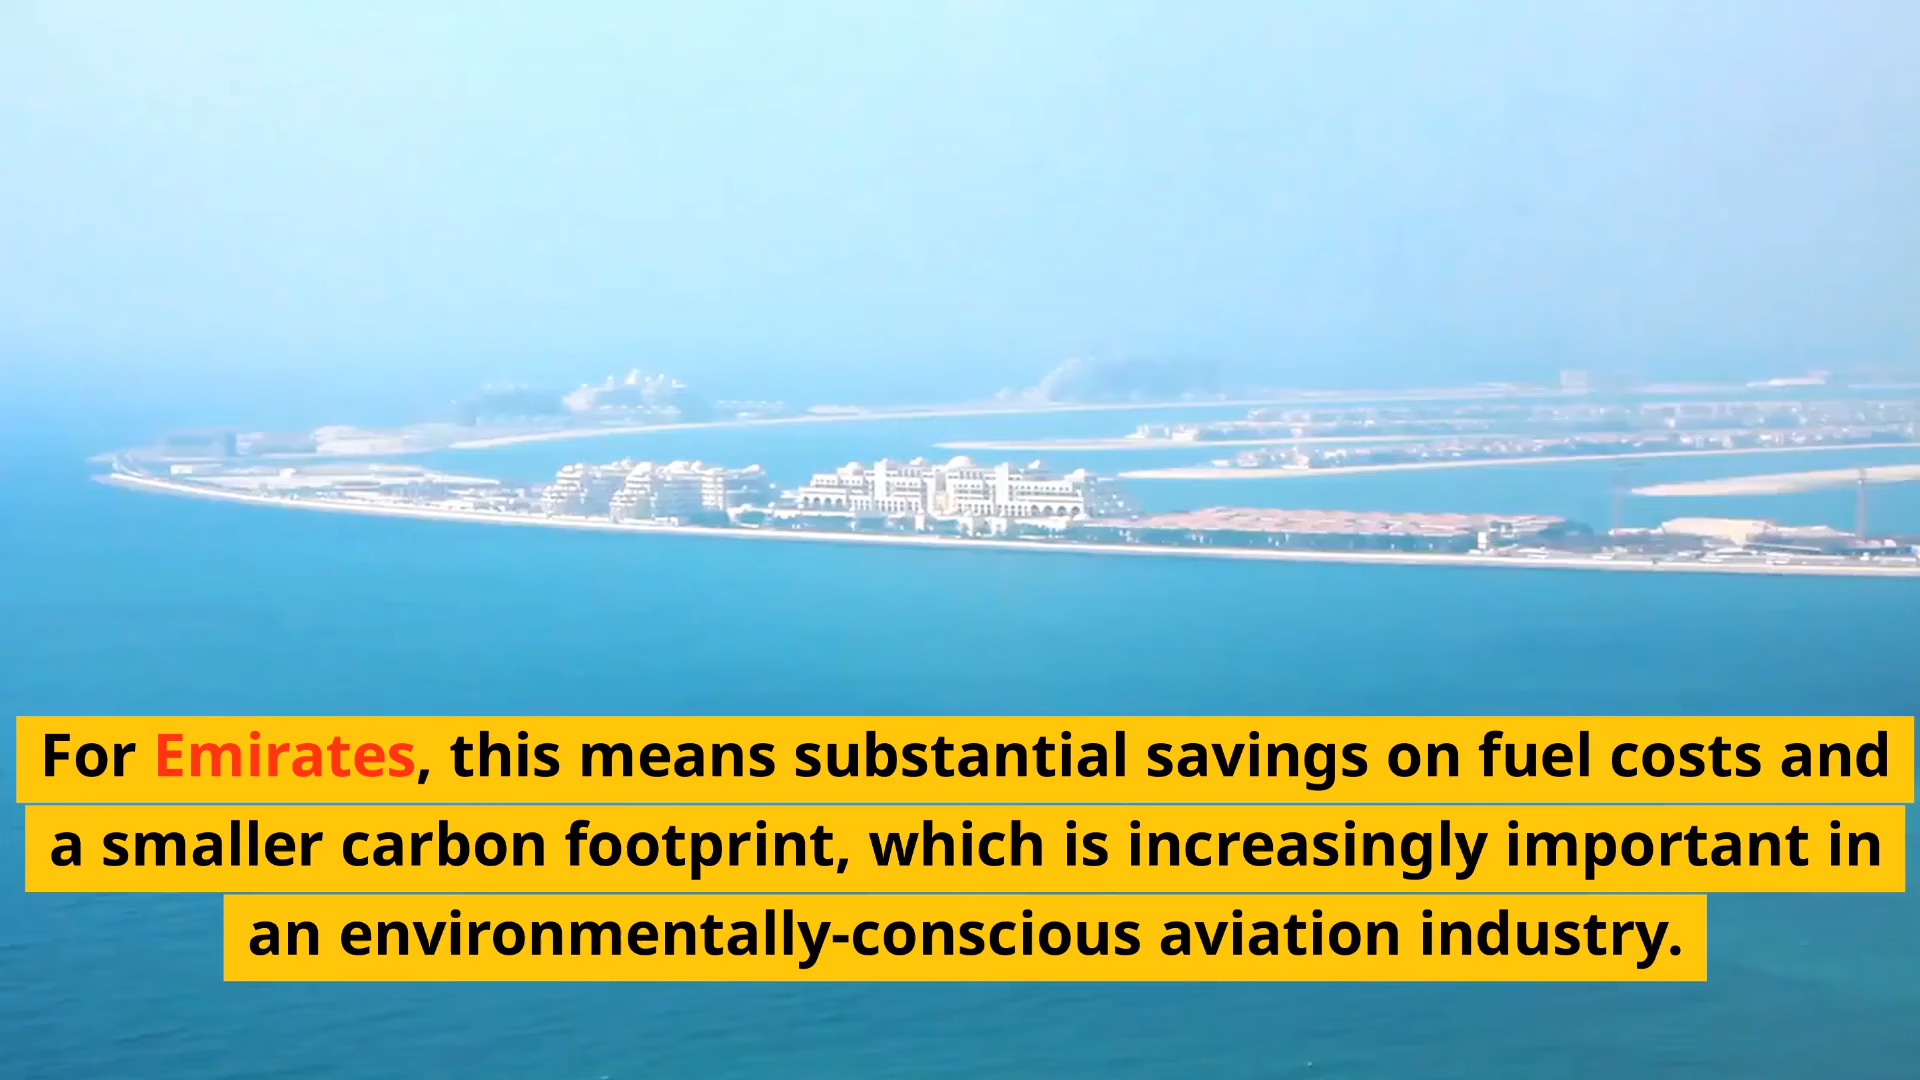 For Emirates, this means substantial savings on fuel costs and
a smaller carbon footprint, which is increasingly important in
an environmentally-conscious aviation industry.